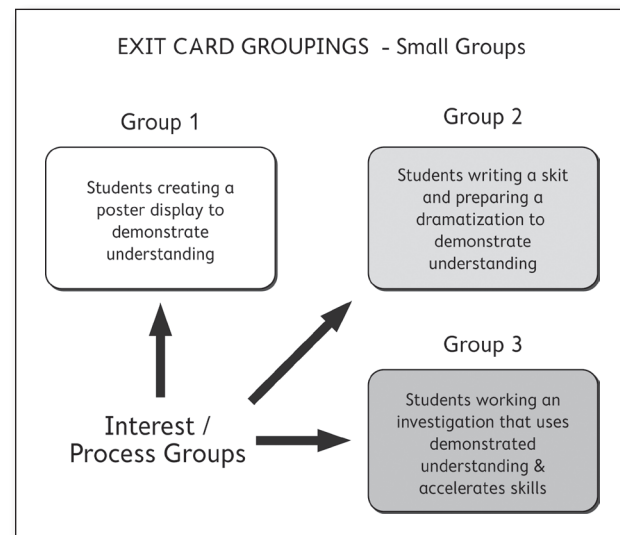 EXIT CARD GROUPINGS - Small Groups
Group 1
Students creating a
poster display to
demonstrate
understanding
Group 2
Students writing a skit
and preparing a
dramatization to
demonstrate
understanding
Group 3
Students working an
investigation that uses
demonstrated
understanding &
accelerates skills
Interest /
Process Groups